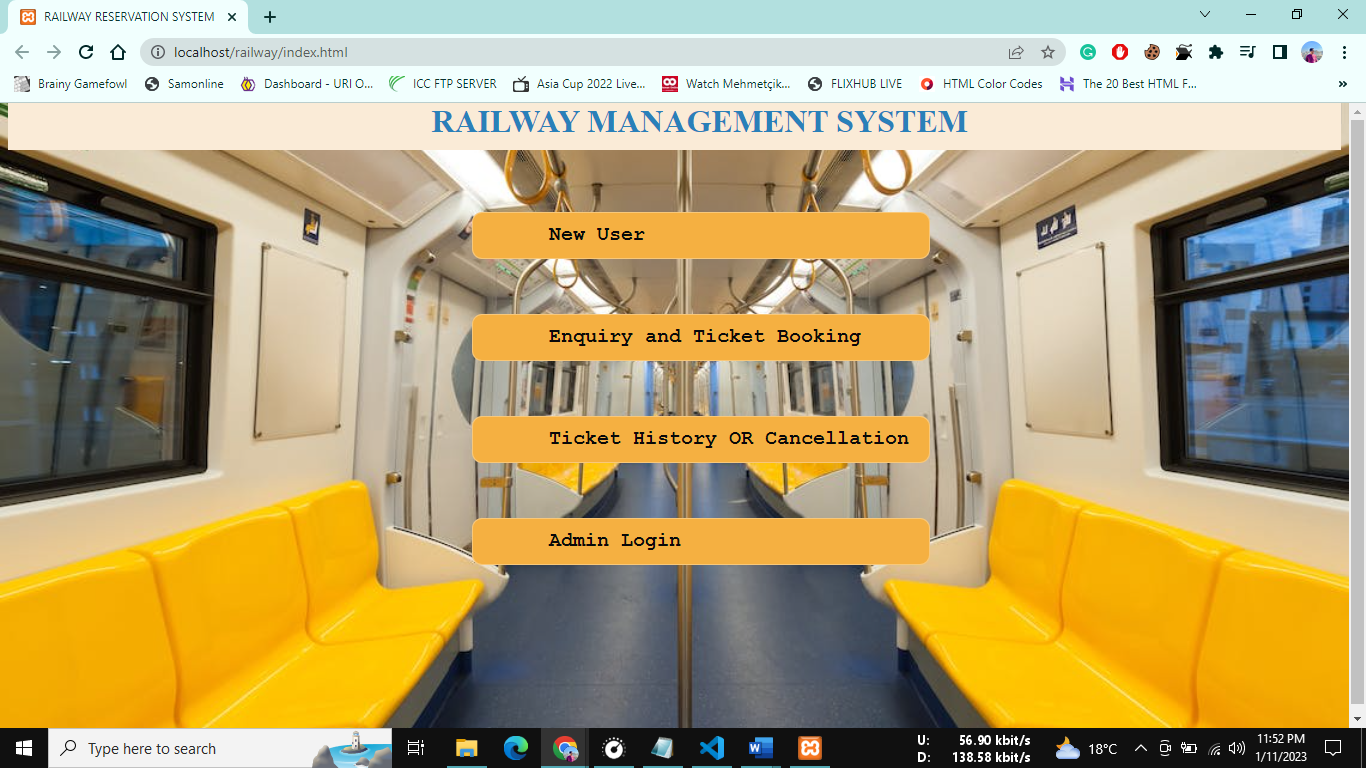 RAILWAY RESERVATION SYSTEM
localhost/railway/index.html
Brainy Gamefowl Samonline Dashboard - URI O... ICC FTP SERVER Asia Cup 2022 Live... Watch Mehmetçik... FLIXHUB LIVE HTML Color Codes The 20 Best HTML F...
RAILWAY MANAGEMENT SYSTEM
New User
Enquiry and Ticket Booking
Ticket History OR Cancellation
Admin Login
Type here to search
U: 56.90 kbit/s
D: 138.58 kbit/s
18°C
11:52 PM
1/11/2023